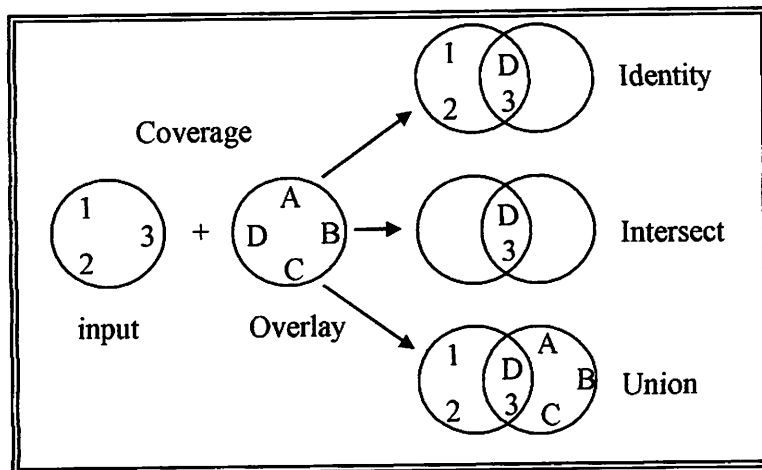 1
D
2
3
Identity
Coverage
1
2
3
+
A
D
B
C
D
3
Intersect
input
Overlay
1
2
D
3
A
B
C
Union